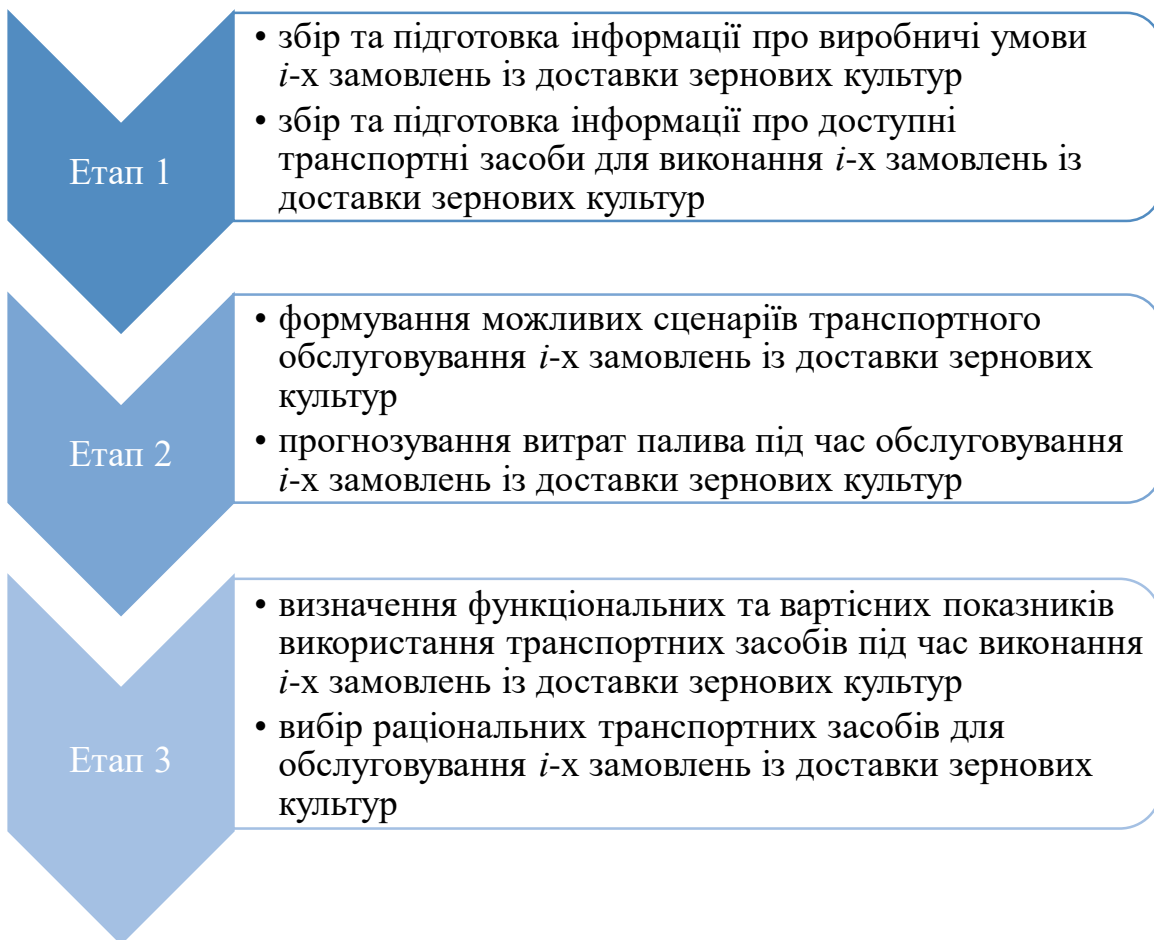 Етап 1
• збір та підготовка інформації про виробничі умови
i-х замовлень із доставки зернових культур
• збір та підготовка інформації про доступні
транспортні засоби для виконання i-х замовлень із
доставки зернових культур
Етап 2
• формування можливих сценаріїв транспортного
обслуговування i-х замовлень із доставки зернових
культур
• прогнозування витрат палива під час обслуговування
i-х замовлень із доставки зернових культур
Етап 3
• визначення функціональних та вартісних показників
використання транспортних засобів під час виконання
i-х замовлень із доставки зернових культур
• вибір раціональних транспортних засобів для
обслуговування i-х замовлень із доставки зернових
культур